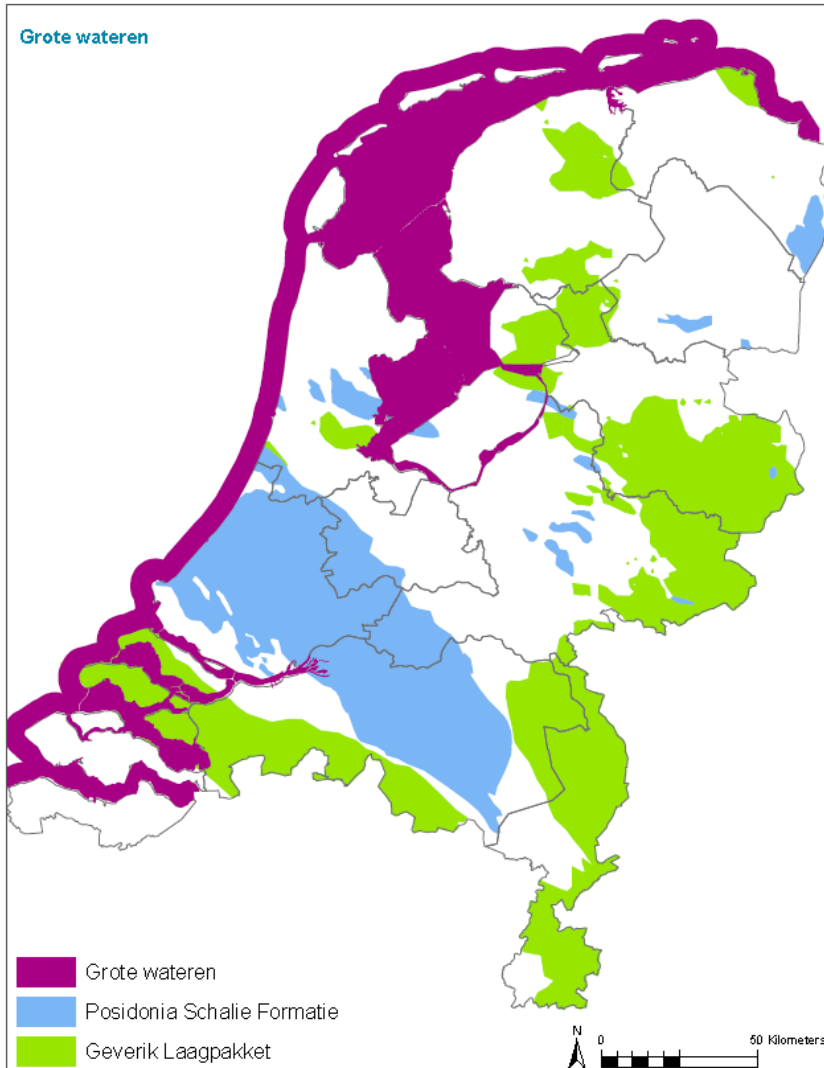 Grote wateren
Grote wateren
Posidonia Schalie Formatie
Geverik Laagpakket
N
0 50 Kilometers